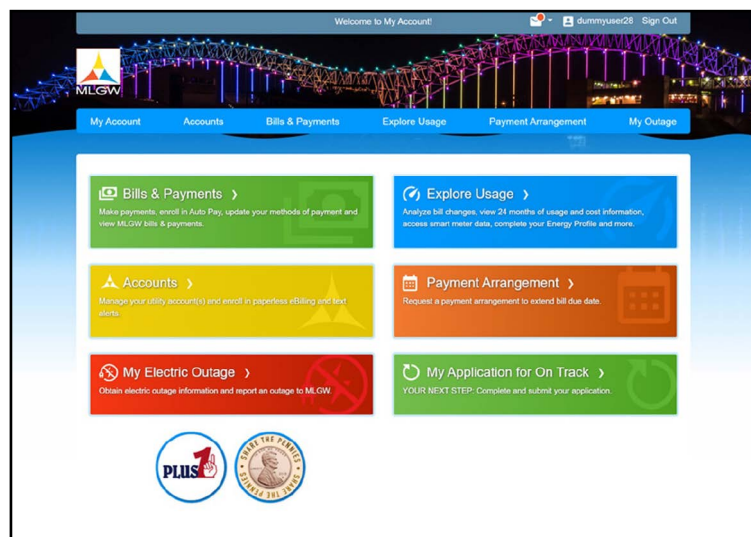 Welcome to My Account!
dummyuser28 Sign Out
MLGW
My Account Accounts Bills & Payments Explore Usage Payment Arrangement My Outage
Bills & Payments
Make payments, enroll in Auto Pay, update your methods of payment and
view MLGW bills & payments.
Explore Usage
Analyze bill changes, view 24 months of usage and cost information,
access smart meter data, complete your Energy Profile and more.
Accounts
Manage your utility account(s) and enroll in paperless eBilling and text
alerts.
Payment Arrangement
Request a payment arrangement to extend bill due date.
My Electric Outage
Obtain electric outage information and report an outage to MLGW.
My Application for On Track
YOUR NEXT STEP: Complete and submit your application.
PLUS 1
SHARE THE PENNIES • SHARE THE PENNIES •